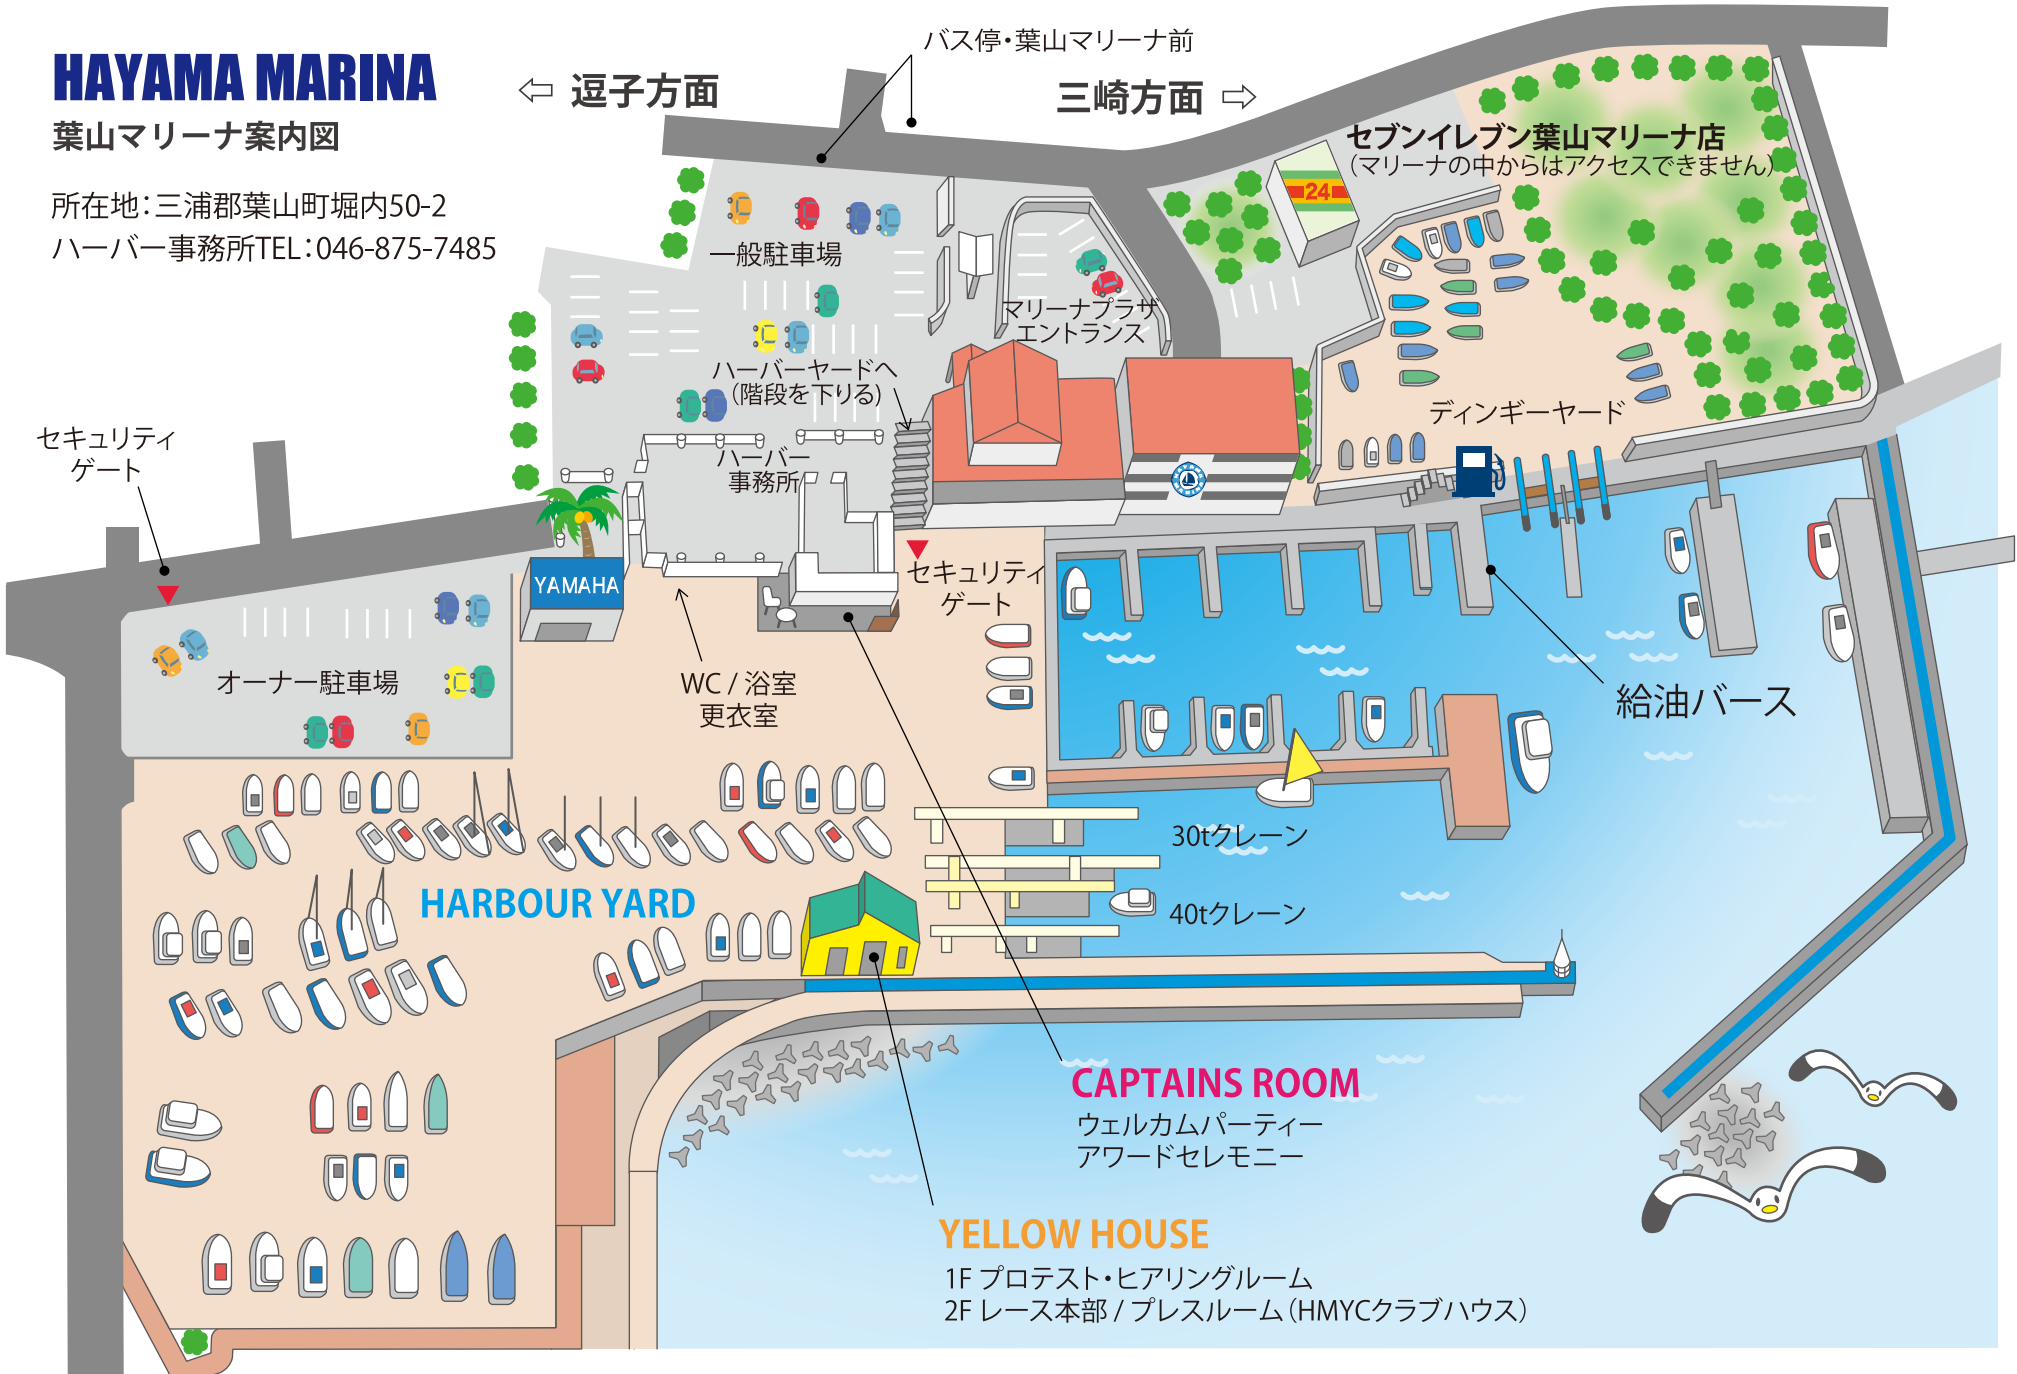 HAYAMA MARINA
葉山マリーナ案内図
所在地：三浦郡葉山町堀内50-2
ハーバー事務所TEL：046-875-7485
バス停・葉山マリーナ前
逗子方面
三崎方面
セブンイレブン葉山マリーナ店
（マリーナの中からはアクセスできません）
24
一般駐車場
マリーナプラザ
エントランス
ハーバーヤードへ
（階段を下りる）
ディンギーヤード
セキュリティ
ゲート
ハーバー
事務所
YAMAHA
セキュリティ
ゲート
オーナー駐車場
WC / 浴室
更衣室
給油バース
30tクレーン
40tクレーン
HARBOUR YARD
CAPTAINS ROOM
ウェルカムパーティー
アワードセレモニー
YELLOW HOUSE
1F プロテスト・ヒアリングルーム
2F レース本部 / プレスルーム（HMYCクラブハウス）